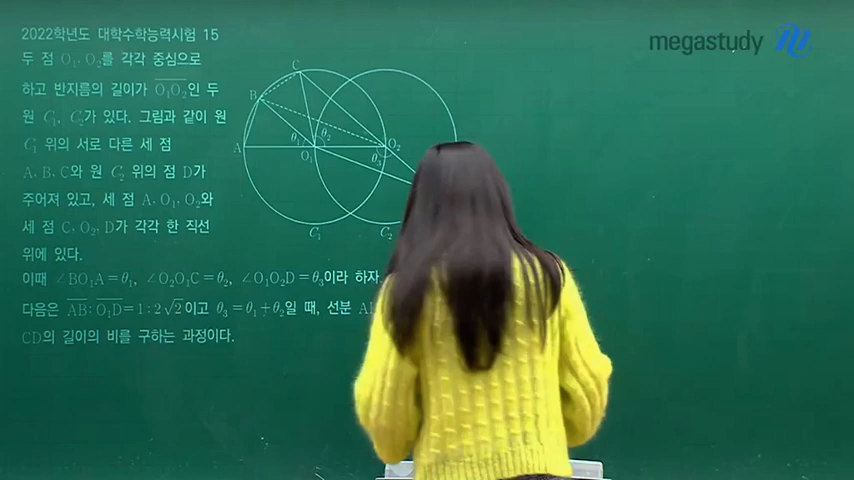 2022학년도 대학수학능력시험 15
두 점 O₁, O₂를 각각 중심으로
하고 반지름의 길이가 O₁O₂인 두
원 C₁, C₂가 있다. 그림과 같이 원
C₁ 위의 서로 다른 세 점
A, B, C와 원 C₂ 위의 점 D가
주어져 있고, 세 점 A, O₁, O₂와
세 점 C, O₂, D가 각각 한 직선
위에 있다.
이때 ∠BO₁A = θ₁, ∠O₂O₁C = θ₂, ∠O₁O₂D = θ₃이라 하자.
다음은 AB : O₁D = 1 : 2√2이고 θ₃ = θ₁ + θ₂일 때, 선분
CD의 길이의 비를 구하는 과정이다.
C
B
A
θ₁
θ₂
O₁
O₂
θ₃
C₁
C₂
megastudy